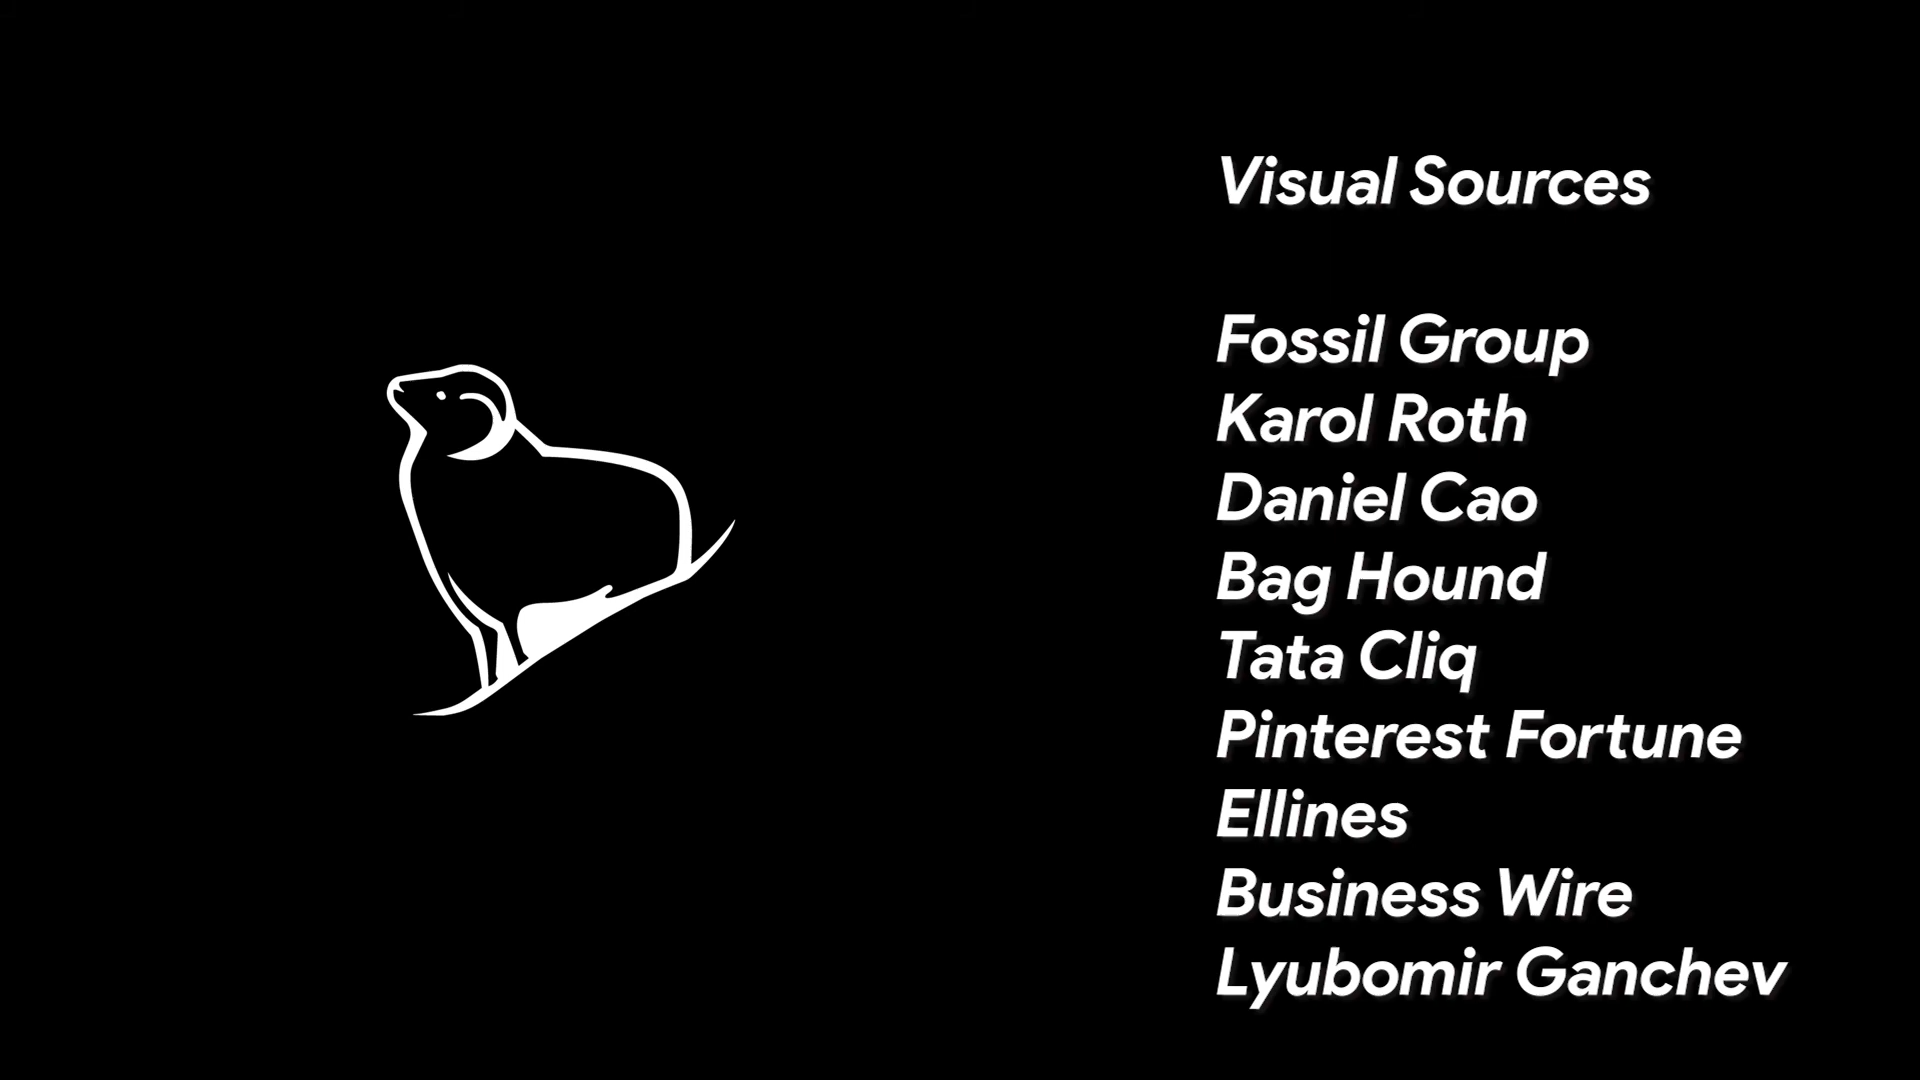 Visual Sources
Fossil Group
Karol Roth
Daniel Cao
Bag Hound
Tata Cliq
Pinterest Fortune
Ellines
Business Wire
Lyubomir Ganchev